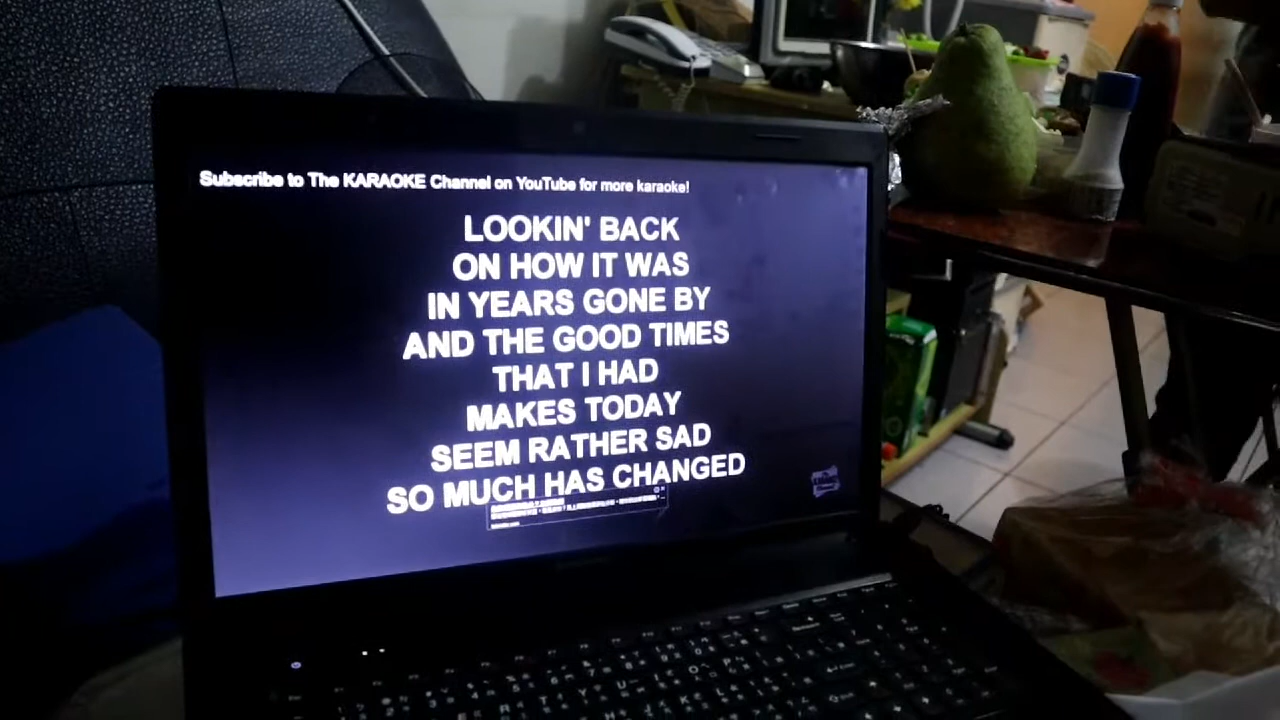 Subscribe to The KARAOKE Channel on YouTube for more karaoke!
LOOKIN' BACK
ON HOW IT WAS
IN YEARS GONE BY
AND THE GOOD TIMES
THAT I HAD
MAKES TODAY
SEEM RATHER SAD
SO MUCH HAS CHANGED